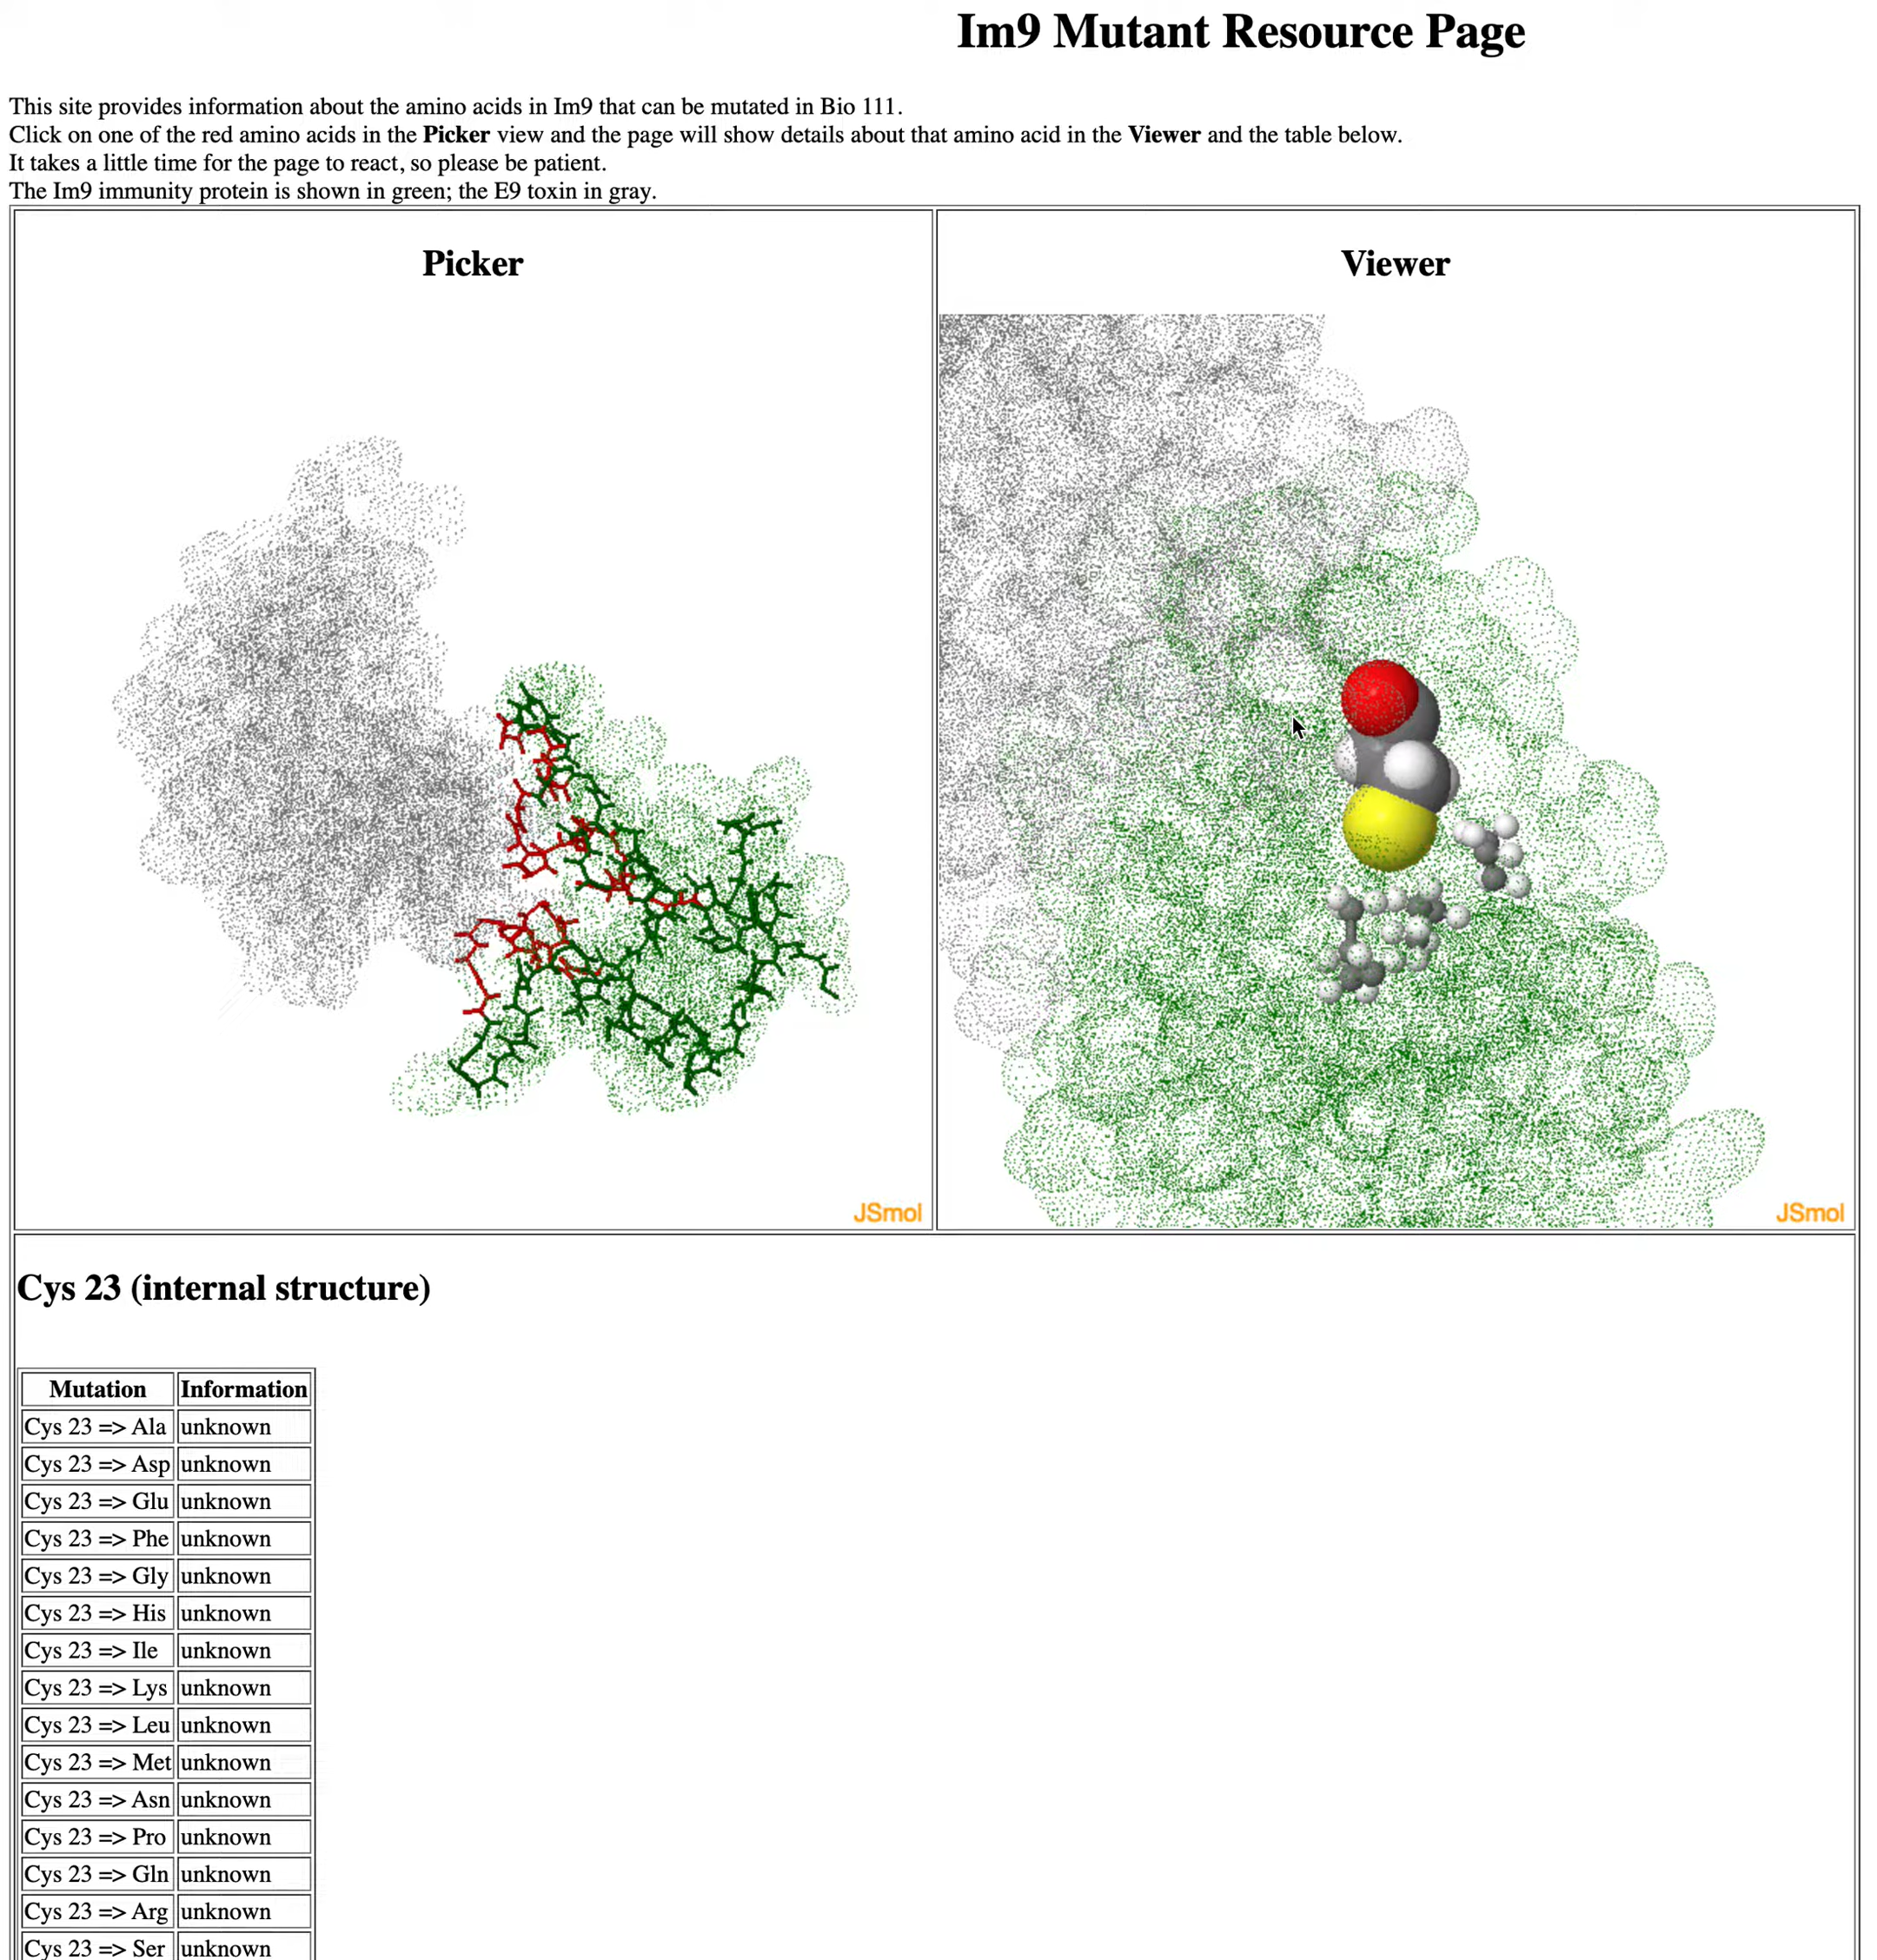 Im9 Mutant Resource Page
This site provides information about the amino acids in Im9 that can be mutated in Bio 111.
Click on one of the red amino acids in the Picker view and the page will show details about that amino acid in the Viewer and the table below.
It takes a little time for the page to react, so please be patient.
The Im9 immunity protein is shown in green; the E9 toxin in gray.
Picker
Viewer
JSmol
JSmol
Cys 23 (internal structure)
Mutation Information
Cys 23 => Ala unknown
Cys 23 => Asp unknown
Cys 23 => Glu unknown
Cys 23 => Phe unknown
Cys 23 => Gly unknown
Cys 23 => His unknown
Cys 23 => Ile unknown
Cys 23 => Lys unknown
Cys 23 => Leu unknown
Cys 23 => Met unknown
Cys 23 => Asn unknown
Cys 23 => Pro unknown
Cys 23 => Gln unknown
Cys 23 => Arg unknown
Cys 23 => Ser unknown